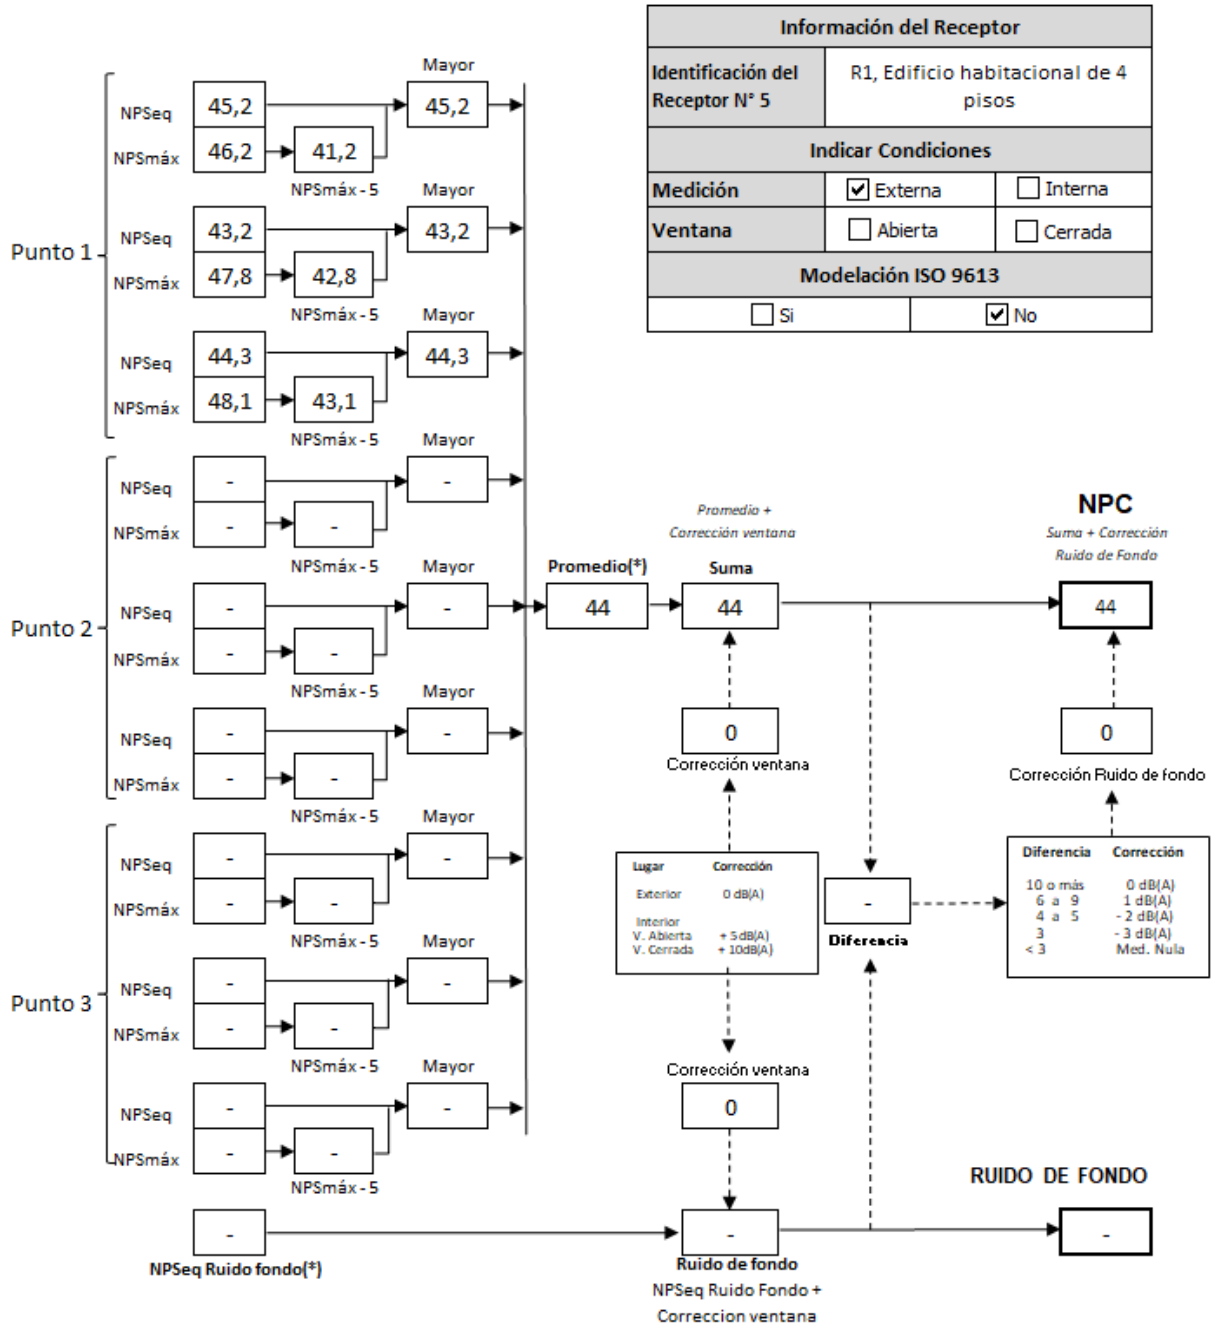 Información del Receptor
Identificación del
Receptor N° 5
R1, Edificio habitacional de 4
pisos
Indicar Condiciones
Medición
Externa
Interna
Ventana
Abierta
Cerrada
Modelación ISO 9613
Si
No
Punto 1
Mayor
NPSeq
45,2
45,2
NPSmáx
46,2
41,2
NPSmáx - 5
Mayor
NPSeq
43,2
43,2
NPSmáx
47,8
42,8
NPSmáx - 5
Mayor
NPSeq
44,3
44,3
NPSmáx
48,1
43,1
NPSmáx - 5
Punto 2
Mayor
NPSeq
-
-
NPSmáx
-
-
NPSmáx - 5
Mayor
NPSeq
-
-
NPSmáx
-
-
NPSmáx - 5
Mayor
NPSeq
-
-
NPSmáx
-
-
NPSmáx - 5
Punto 3
Mayor
NPSeq
-
-
NPSmáx
-
-
NPSmáx - 5
Mayor
NPSeq
-
-
NPSmáx
-
-
NPSmáx - 5
Mayor
NPSeq
-
-
NPSmáx
-
-
NPSmáx - 5
-
NPSeq Ruido fondo(*)
Promedio(*)
44
Promedio +
Corrección ventana
Suma
44
0
Corrección ventana
Lugar Corrección
Exterior 0 dB(A)
Interior
V. Abierta + 5dB(A)
V. Cerrada + 10dB(A)
Corrección ventana
0
-
Ruido de fondo
NPSeq Ruido Fondo +
Correccion ventana
-
Diferencia
NPC
Suma + Corrección
Ruido de Fondo
44
0
Corrección Ruido de fondo
Diferencia Corrección
10 o más 0 dB(A)
6 a 9 1 dB(A)
4 a 5 - 2 dB(A)
3 - 3 dB(A)
< 3 Med. Nula
RUIDO DE FONDO
-